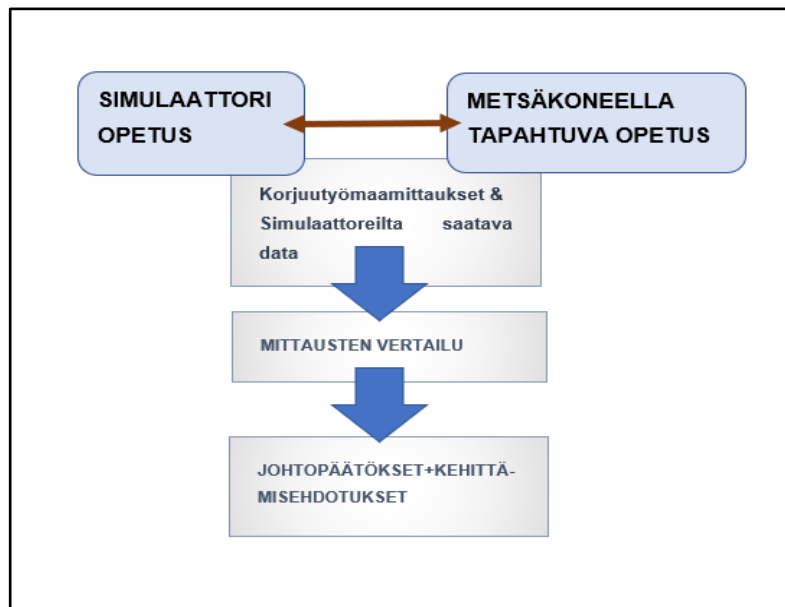 SIMULAATTORI
OPETUS
METSÄKONEELLA
TAPAHTUVA OPETUS
Korjuutyömaamittaukset &
Simulaattoreilta saatava
data
MITTAUSTEN VERTAILU
JOHTOPÄÄTÖKSET+KEHITTÄ-
MISEHDOTUKSET